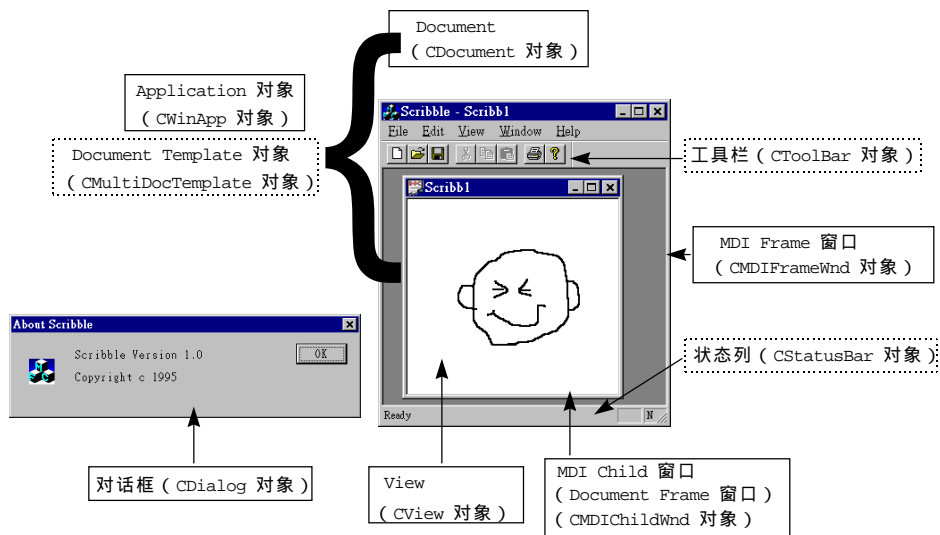 Document
( CDocument 对象 )
Application 对象
( CWinApp 对象 )
Document Template 对象
( CMultiDocTemplate 对象 )
Scribble - Scribb1
File Edit View Window Help
工具栏 ( CToolBar 对象 )
Scribb1
MDI Frame 窗口
( CMDIFrameWnd 对象 )
About Scribble
Scribble Version 1.0
Copyright c 1995
OK
状态列 ( CStatusBar 对象 )
Ready
N
对话框 ( CDialog 对象 )
View
( CView 对象 )
MDI Child 窗口
( Document Frame 窗口 )
( CMDIChildWnd 对象 )